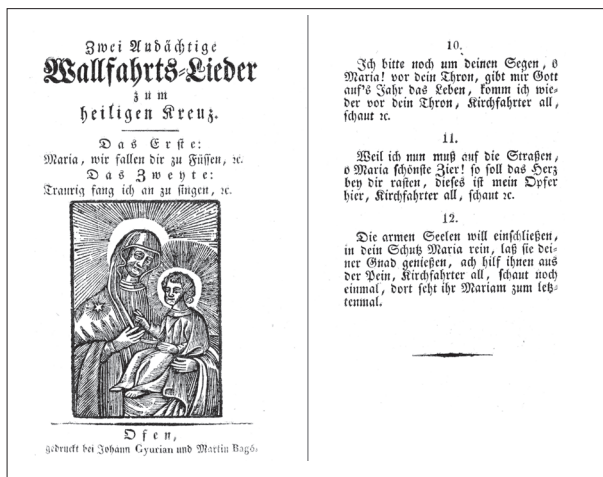 Zwei Andächtige
Wallfahrts-Lieder
zum
heiligen Kreuz.
Das Erste:
Maria, wir fallen dir zu Füssen, ꝛc.
Das Zweyte:
Traurig fang ich an zu singen, ꝛc.
Ofen,
gedruckt bei Johann Gyurian und Martin Bagó.
10.
Ich bitte noch um deinen Segen, o
Maria! vor dein Thron, gibt mir Gott
auf's Jahr das Leben, komm ich wie-
der vor dein Thron, Kirchfahrter all,
schaut ꝛc.
11.
Weil ich nun muß auf die Straßen,
o Maria schönste Zier! so soll das Herz
bey dir rasten, dieses ist mein Opfer
hier, Kirchfahrter all, schaut ꝛc.
12.
Die armen Seelen will einschließen,
in dein Schutz Maria rein, laß sie dei-
ner Gnad genießen, ach hilf ihnen aus
der Pein, Kirchfahrter all, schaut noch
einmal, dort seht ihr Mariam zum letz-
tenmal.